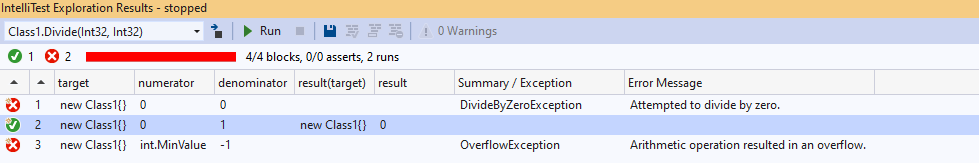 IntelliTest Exploration Results - stopped
Class1.Divide(Int32, Int32) Run 0 Warnings
1 2 4/4 blocks, 0/0 asserts, 2 runs
target numerator denominator result(target) result Summary / Exception Error Message
1 new Class1{} 0 0 DivideByZeroException Attempted to divide by zero.
2 new Class1{} 0 1 new Class1{} 0
3 new Class1{} int.MinValue -1 OverflowException Arithmetic operation resulted in an overflow.